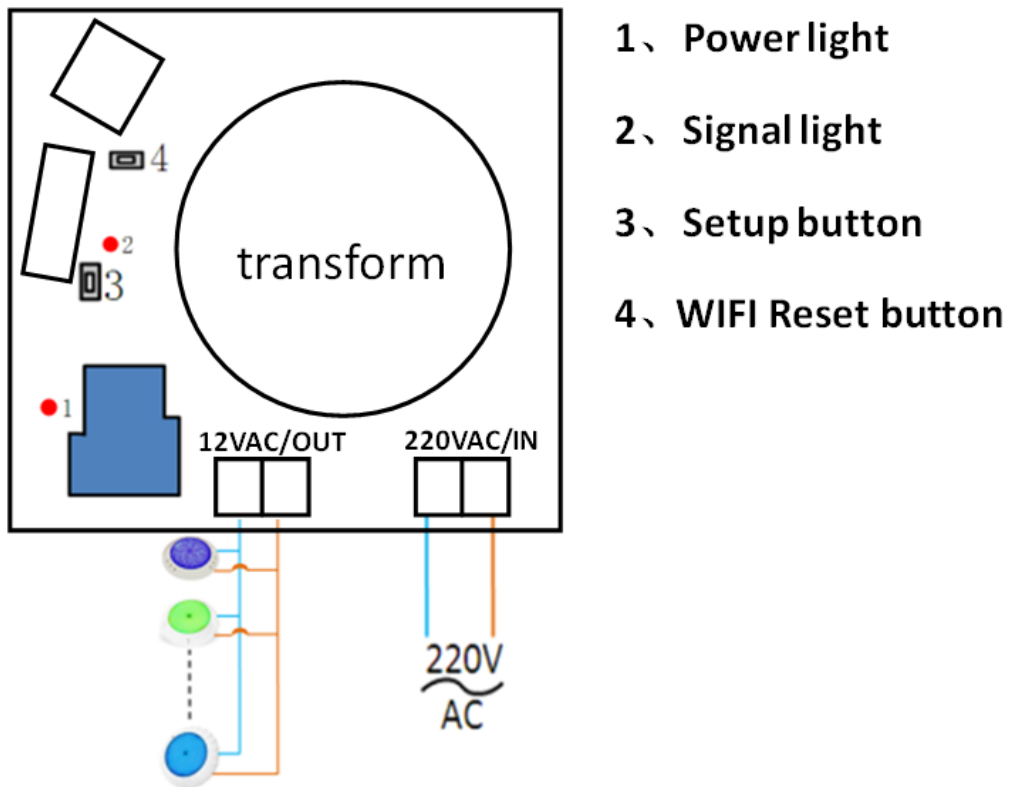 1、Power light
2、Signal light
3、Setup button
4、WIFI Reset button
4
2
3
transform
1
12VAC/OUT
220VAC/IN
220V
AC